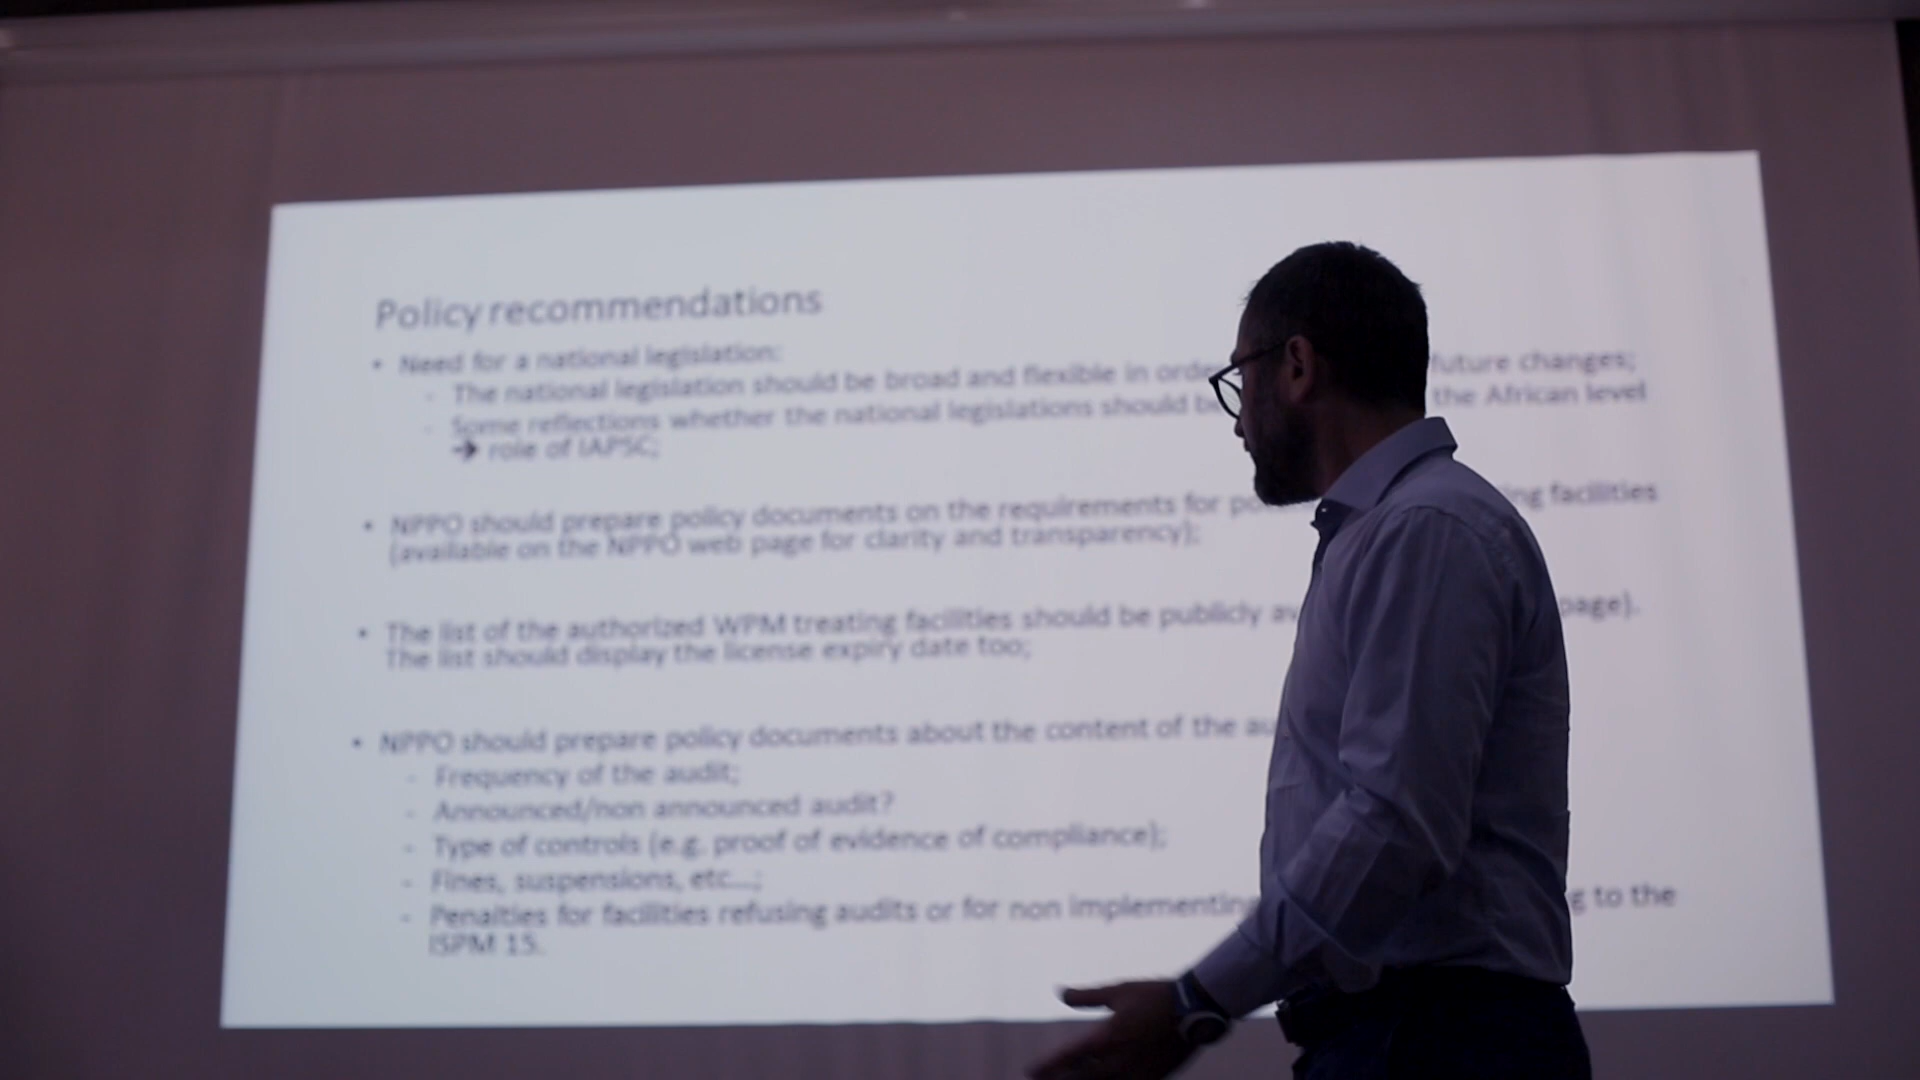 Policy recommendations
• Need for a national legislation:
- The national legislation should be broad and flexible in future changes;
- Some reflections whether the national legislations should the African level
➔ role of IAPSC;
• NPPO should prepare policy documents on the requirements for facilities
(available on the NPPO web page for clarity and transparency);
• The list of the authorized WPM treating facilities should be publicly page).
The list should display the license expiry date too;
• NPPO should prepare policy documents about the content of the
- Frequency of the audit;
- Announced/non announced audit?
- Type of controls (e.g. proof of evidence of compliance);
- Fines, suspensions, etc...;
- Penalties for facilities refusing audits or for non implementing to the
ISPM 15.